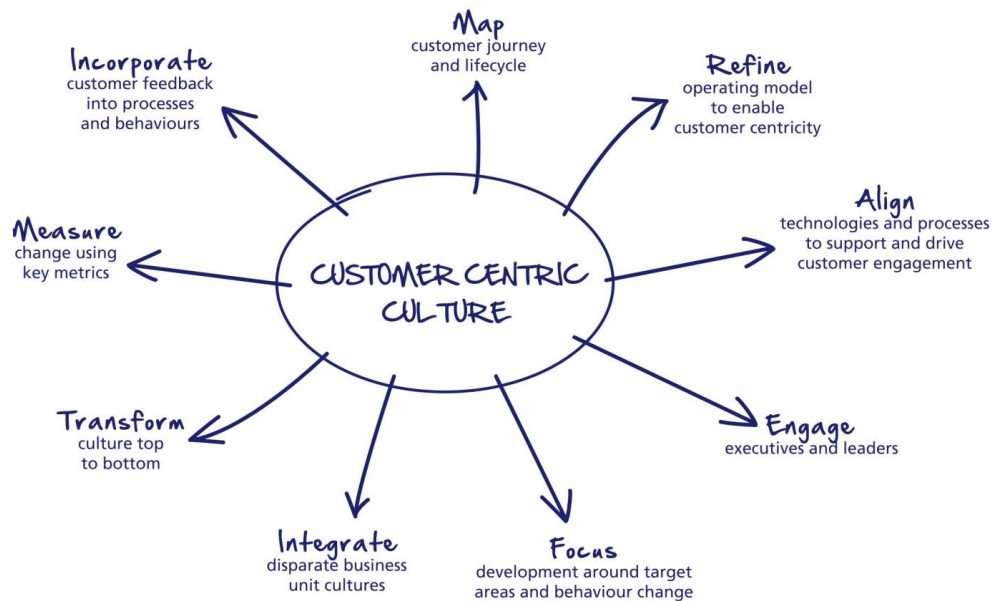 Map
customer journey
and lifecycle
Refine
operating model
to enable
customer centricity
Align
technologies and processes
to support and drive
customer engagement
Engage
executives and leaders
Focus
development around target
areas and behaviour change
Integrate
disparate business
unit cultures
Transform
culture top
to bottom
Measure
change using
key metrics
Incorporate
customer feedback
into processes
and behaviours
CUSTOMER CENTRIC
CULTURE